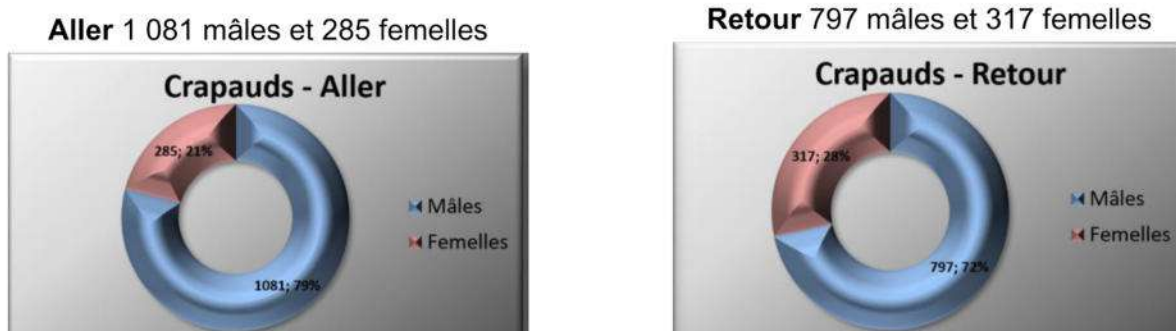 Aller 1 081 mâles et 285 femelles
Crapauds - Aller
285; 21%
Mâles
Femelles
1081; 79%
Retour 797 mâles et 317 femelles
Crapauds - Retour
317; 28%
Mâles
Femelles
797; 72%